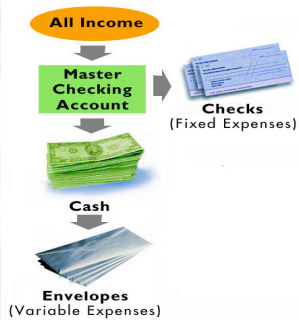 All Income
Master
Checking
Account
Checks
(Fixed Expenses)
Cash
Envelopes
(Variable Expenses)